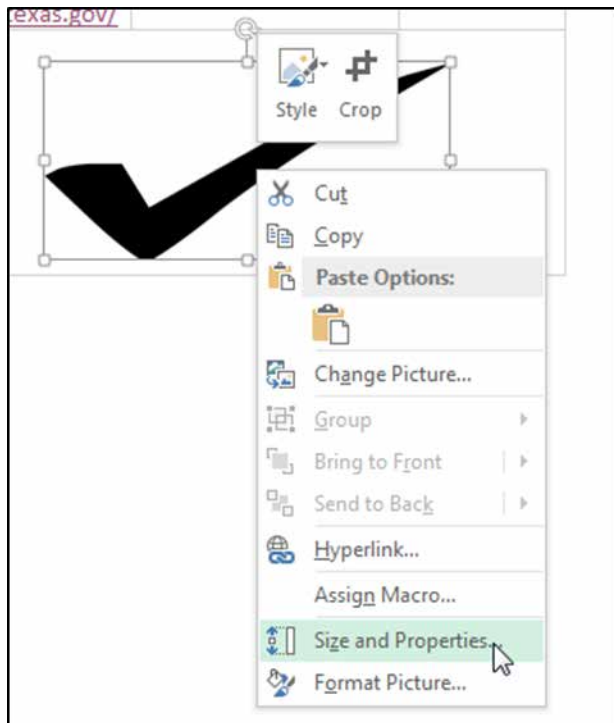 texas.gov/
Style Crop
Cut
Copy
Paste Options:
Change Picture...
Group
Bring to Front
Send to Back
Hyperlink...
Assign Macro...
Size and Properties...
Format Picture...